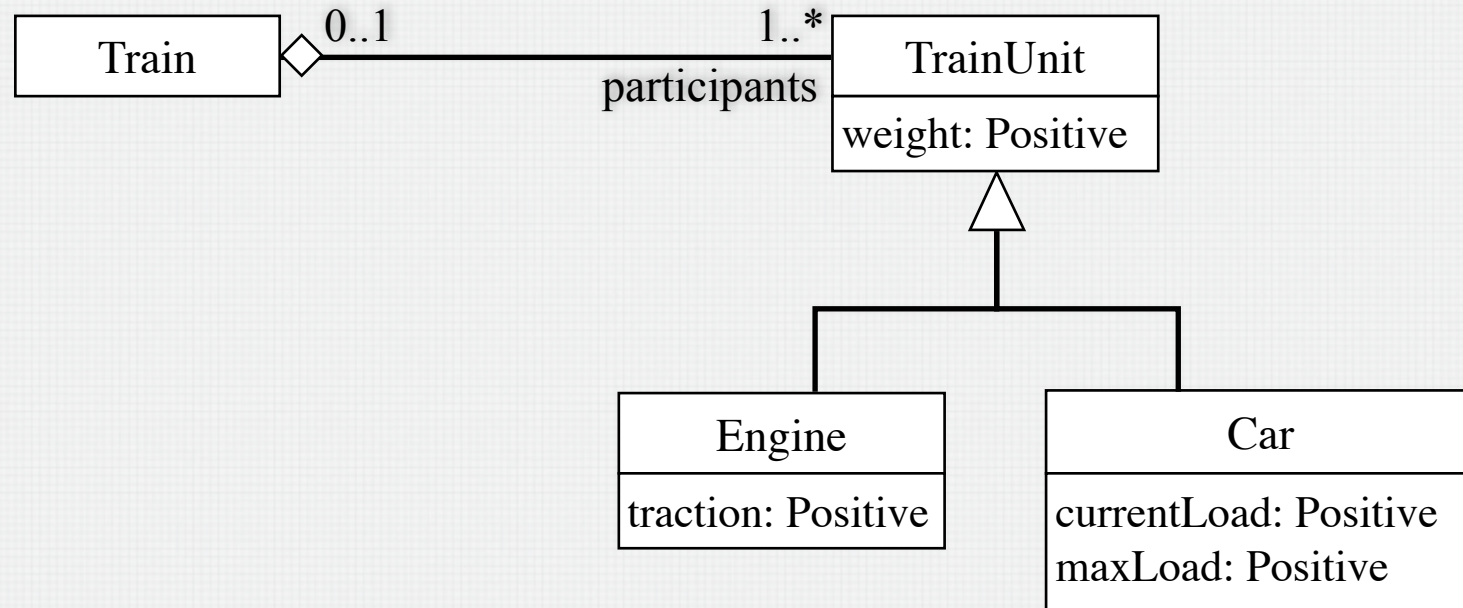 Train
0..1
1..*
participants
TrainUnit
weight: Positive
Engine
traction: Positive
Car
currentLoad: Positive
maxLoad: Positive